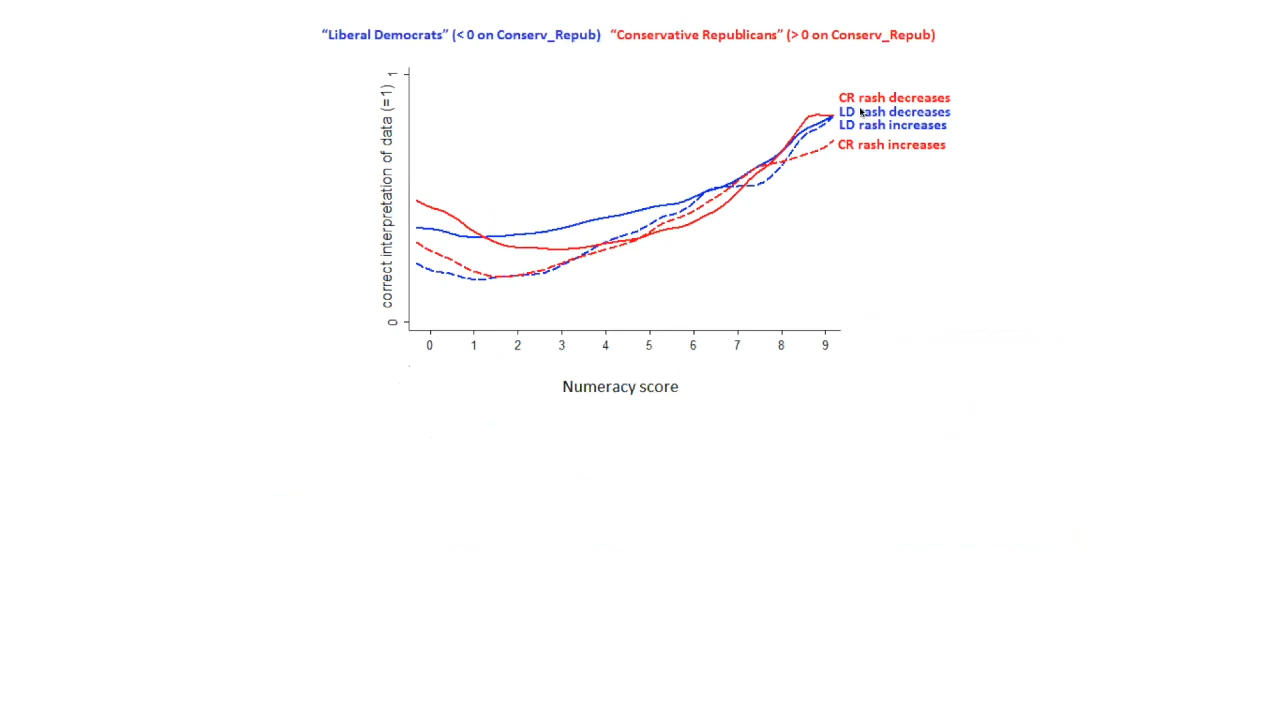 “Liberal Democrats” (< 0 on Conserv_Repub) “Conservative Republicans” (> 0 on Conserv_Repub)
correct interpretation of data (=1)
1
0
CR rash decreases
LD rash decreases
LD rash increases
CR rash increases
0 1 2 3 4 5 6 7 8 9
Numeracy score